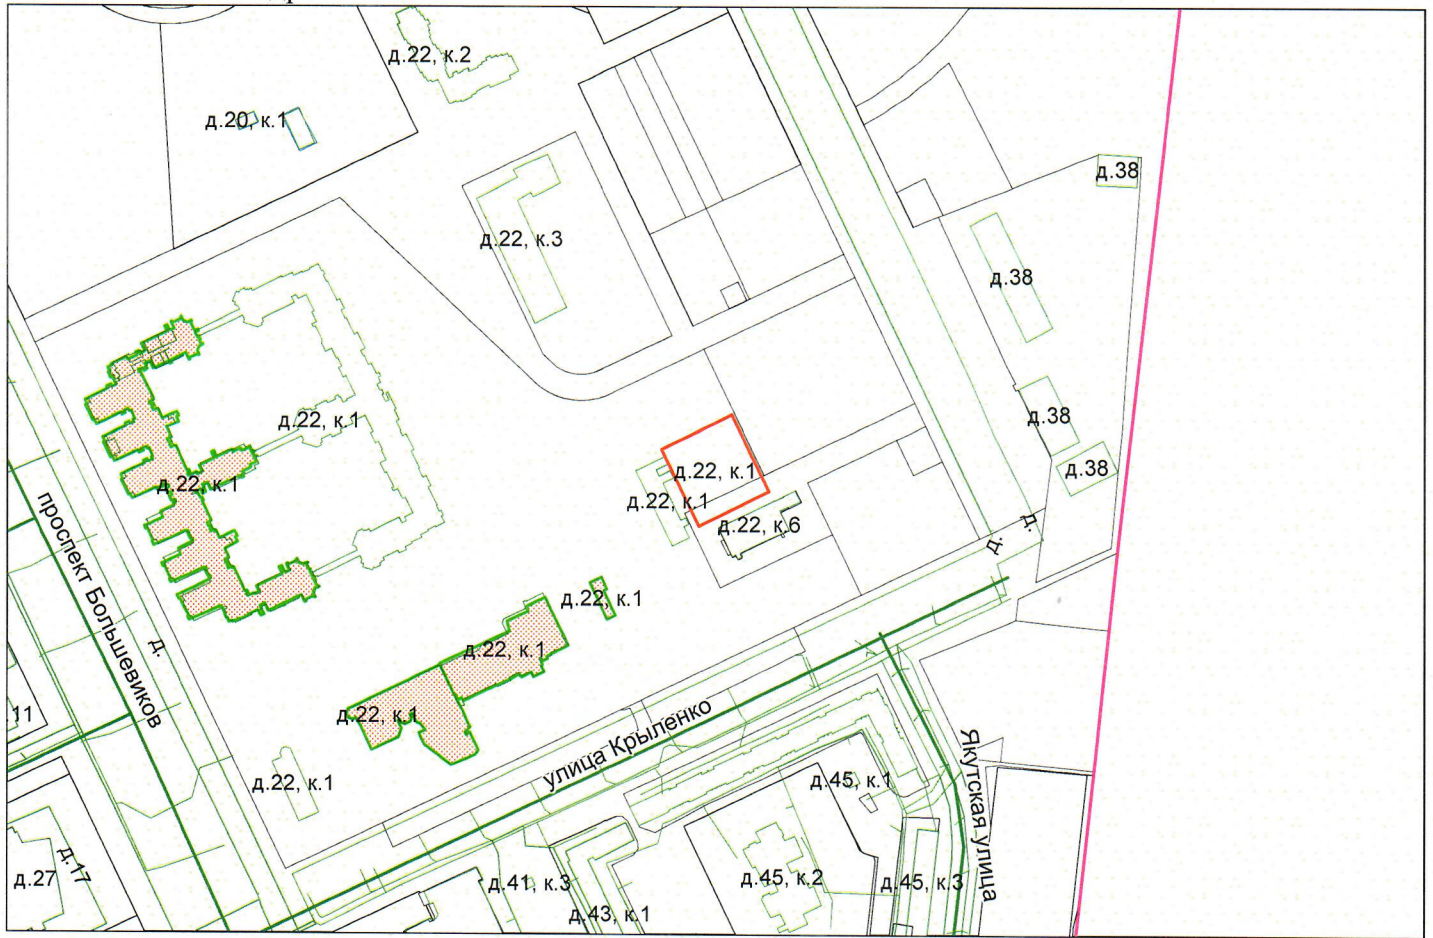 д.22, к.2
д.20, к.1
д.38
д.22, к.3
д.38
д.22, к.1
д.38
д.22, к.1
д.38
д.22, к.1
д.22, к.1
д.22, к.6
д.
д.
проспект Большевиков
д.
д.22, к.1
д.22, к.1
д.22, к.1
.11
улица Крыленко
Якутская улица
д.22, к.1
д.45, к.1
д.27
д.17
д.41, к.3
д.43, к.1
д.45, к.2
д.45, к.3